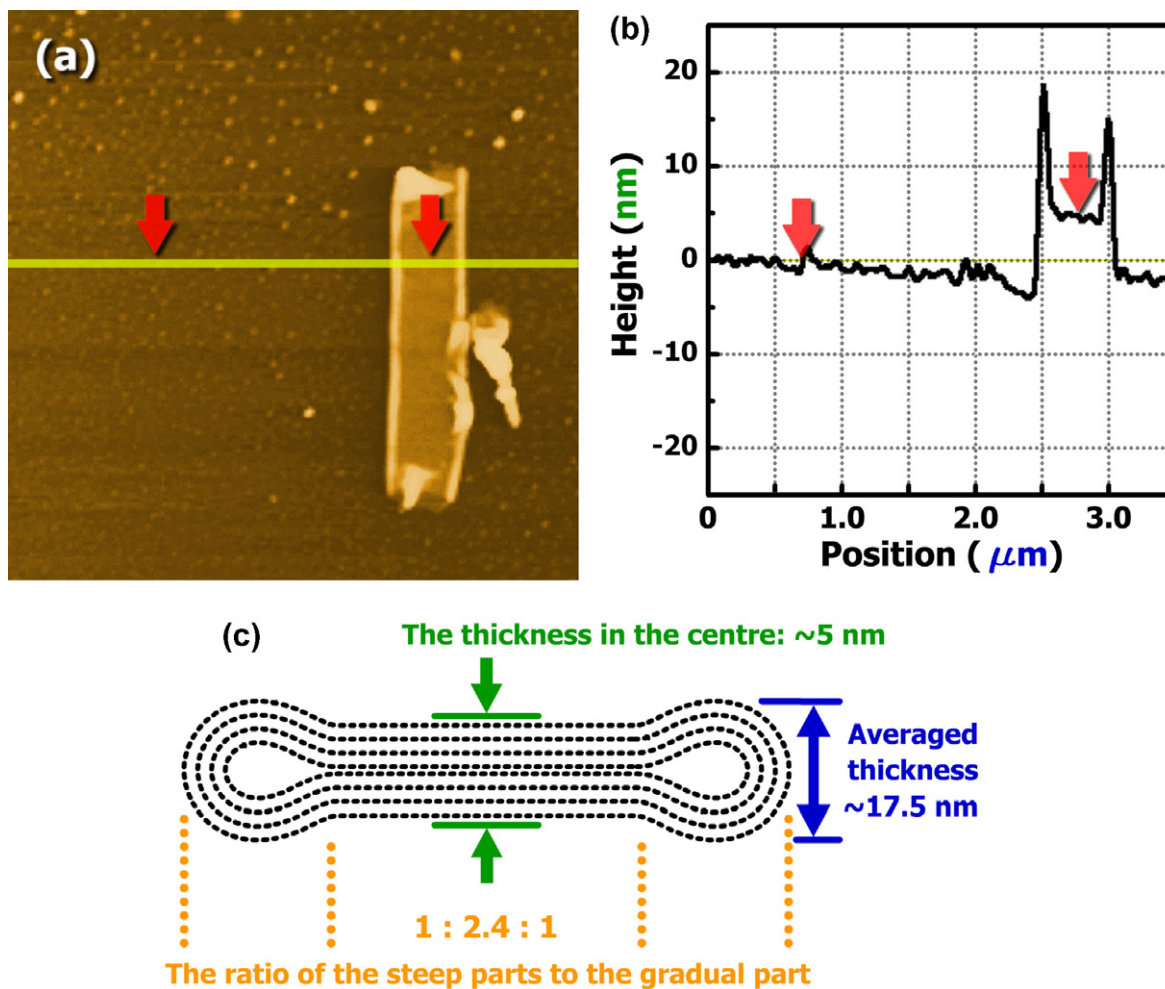 (a)
(b)
20
10
0
-10
-20
Height (nm)
0 1.0 2.0 3.0
Position ( μm)
(c)
The thickness in the centre: ~5 nm
Averaged
thickness
~17.5 nm
1 : 2.4 : 1
The ratio of the steep parts to the gradual part